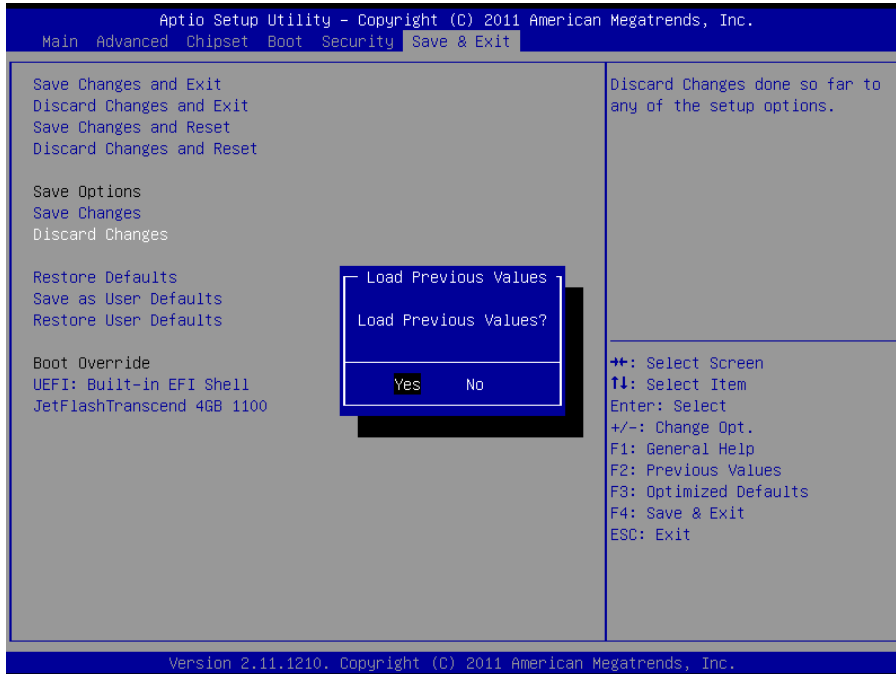 Aptio Setup Utility – Copyright (C) 2011 American Megatrends, Inc.
Main Advanced Chipset Boot Security Save & Exit
Save Changes and Exit
Discard Changes and Exit
Save Changes and Reset
Discard Changes and Reset
Save Options
Save Changes
Discard Changes
Restore Defaults
Save as User Defaults
Restore User Defaults
Boot Override
UEFI: Built-in EFI Shell
JetFlashTranscend 4GB 1100
Load Previous Values
Load Previous Values?
Yes No
Discard Changes done so far to
any of the setup options.
→←: Select Screen
↑↓: Select Item
Enter: Select
+/-: Change Opt.
F1: General Help
F2: Previous Values
F3: Optimized Defaults
F4: Save & Exit
ESC: Exit
Version 2.11.1210. Copyright (C) 2011 American Megatrends, Inc.